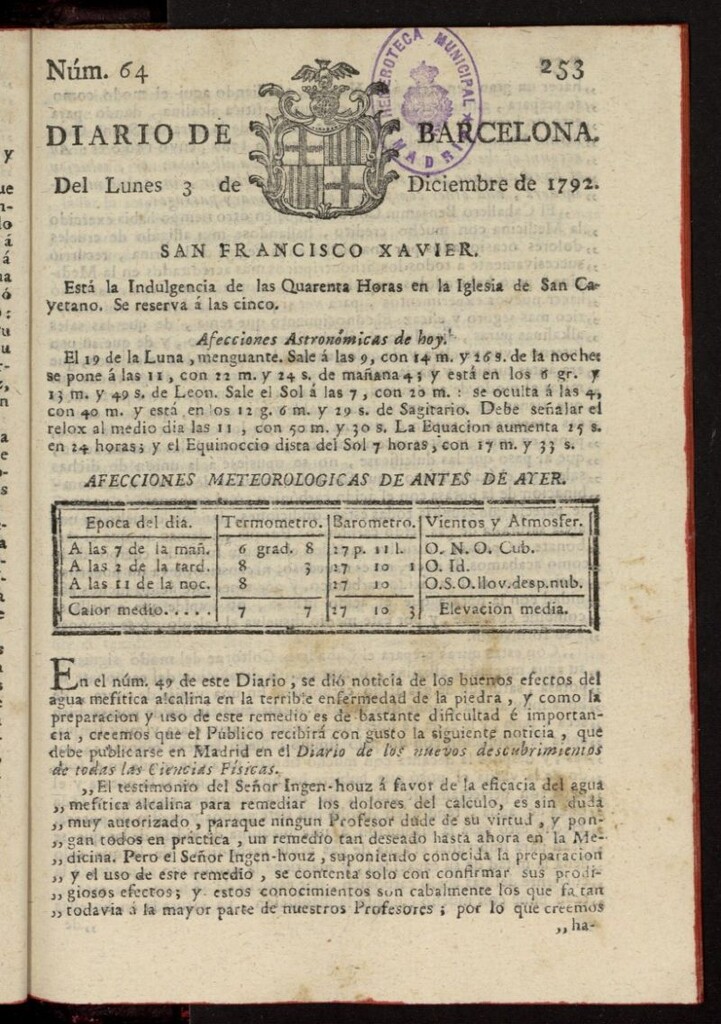 Núm. 64
253
HEMEROTECA MUNICIPAL
MADRID
DIARIO DE BARCELONA.
Del Lunes 3 de Diciembre de 1792.
SAN FRANCISCO XAVIER.
Está la Indulgencia de las Quarenta Horas en la Iglesia de San Ca-
yetano. Se reserva á las cinco.
Afecciones Astronómicas de hoy.
El 19 de la Luna, menguante. Sale á las 9, con 14 m. y 26 s. de la noche:
se pone á las 11, con 22 m. y 24 s. de mañana 4; y está en los 6 gr. y
13 m. y 49 s. de Leon. Sale el Sol á las 7, con 20 m. : se oculta á las 4,
con 40 m. y está en los 12 g. 6 m. y 29 s. de Sagitario. Debe señalar el
relox al medio dia las 11, con 50 m. y 30 s. La Equacion aumenta 25 s.
en 24 horas; y el Equinoccio dista del Sol 7 horas, con 17 m. y 33 s.
AFECCIONES METEOROLOGICAS DE ANTES DE AYER.
Epoca del dia. Termometro. Barómetro. Vientos y Atmosfer.
A las 7 de la mañ. 6 grad. 8 27 p. 11 l. O. N. O. Cub.
A las 2 de la tard. 8 3 27 10 1 O. Id.
A las 11 de la noc. 8 27 10 O.S.O.llov.desp.nub.
Calor medio. . . . . 7 7 27 10 3 Elevacion media.
En el núm. 49 de este Diario, se dió noticia de los buenos efectos del
agua mefitica alcalina en la terrible enfermedad de la piedra, y como la
preparacion y uso de este remedio es de bastante dificultad é importan-
cia, creemos que el Público recibirá con gusto la siguiente noticia, que
debe publicarse en Madrid en el Diario de los nuevos descubrimientos
de todas las Ciencias Físicas.
,,El testimonio del Señor Ingen-houz á favor de la eficacia del agua
,, mefitica alcalina para remediar los dolores del calculo, es sin duda
,, muy autorizado, paraque ningun Profesor dude de su virtud, y pon-
,, gan todos en práctica, un remedio tan deseado hasta ahora en la Me-
,, dicina. Pero el Señor Ingen-houz, suponiendo conocida la preparacion
,, y el uso de este remedio, se contenta solo con confirmar sus prodi-
,, giosos efectos; y estos conocimientos son cabalmente los que faltan
,, todavia á la mayor parte de nuestros Profesores; por lo que creemos
,, ha-